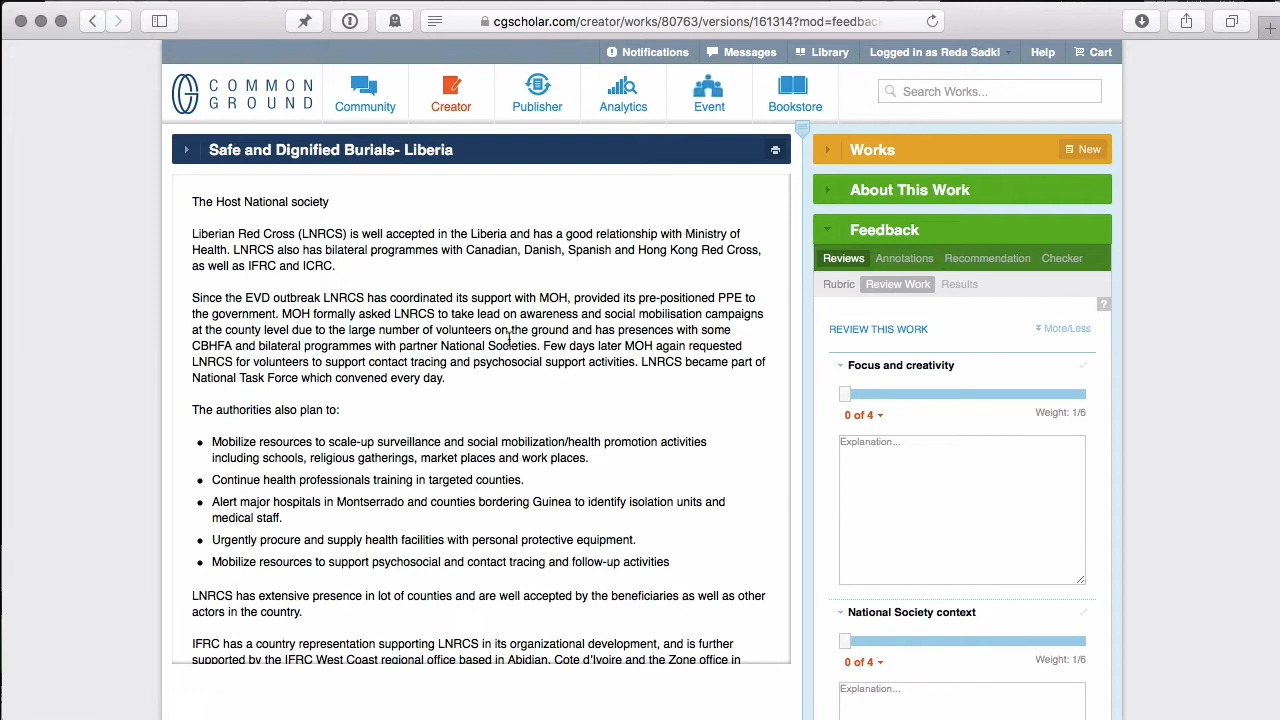 cgscholar.com/creator/works/80763/versions/161314?mod=feedbac
Notifications
Messages
Library
Logged in as Reda Sadki
Help
Cart
COMMON
GROUND
Community
Creator
Publisher
Analytics
Event
Bookstore
Search Works...
Safe and Dignified Burials- Liberia
The Host National society
Liberian Red Cross (LNRCS) is well accepted in the Liberia and has a good relationship with Ministry of
Health. LNRCS also has bilateral programmes with Canadian, Danish, Spanish and Hong Kong Red Cross,
as well as IFRC and ICRC.
Since the EVD outbreak LNRCS has coordinated its support with MOH, provided its pre-positioned PPE to
the government. MOH formally asked LNRCS to take lead on awareness and social mobilisation campaigns
at the county level due to the large number of volunteers on the ground and has presences with some
CBHFA and bilateral programmes with partner National Societies. Few days later MOH again requested
LNRCS for volunteers to support contact tracing and psychosocial support activities. LNRCS became part of
National Task Force which convened every day.
The authorities also plan to:
Mobilize resources to scale-up surveillance and social mobilization/health promotion activities
including schools, religious gatherings, market places and work places.
Continue health professionals training in targeted counties.
Alert major hospitals in Montserrado and counties bordering Guinea to identify isolation units and
medical staff.
Urgently procure and supply health facilities with personal protective equipment.
Mobilize resources to support psychosocial and contact tracing and follow-up activities
LNRCS has extensive presence in lot of counties and are well accepted by the beneficiaries as well as other
actors in the country.
IFRC has a country representation supporting LNRCS in its organizational development, and is further
supported by the IFRC West Coast regional office based in Abidjan, Cote d'Ivoire and the Zone office in
Works
New
About This Work
Feedback
Reviews
Annotations
Recommendation
Checker
Rubric
Review Work
Results
?
REVIEW THIS WORK
More/Less
Focus and creativity
0 of 4
Weight: 1/6
Explanation...
National Society context
0 of 4
Weight: 1/6
Explanation...